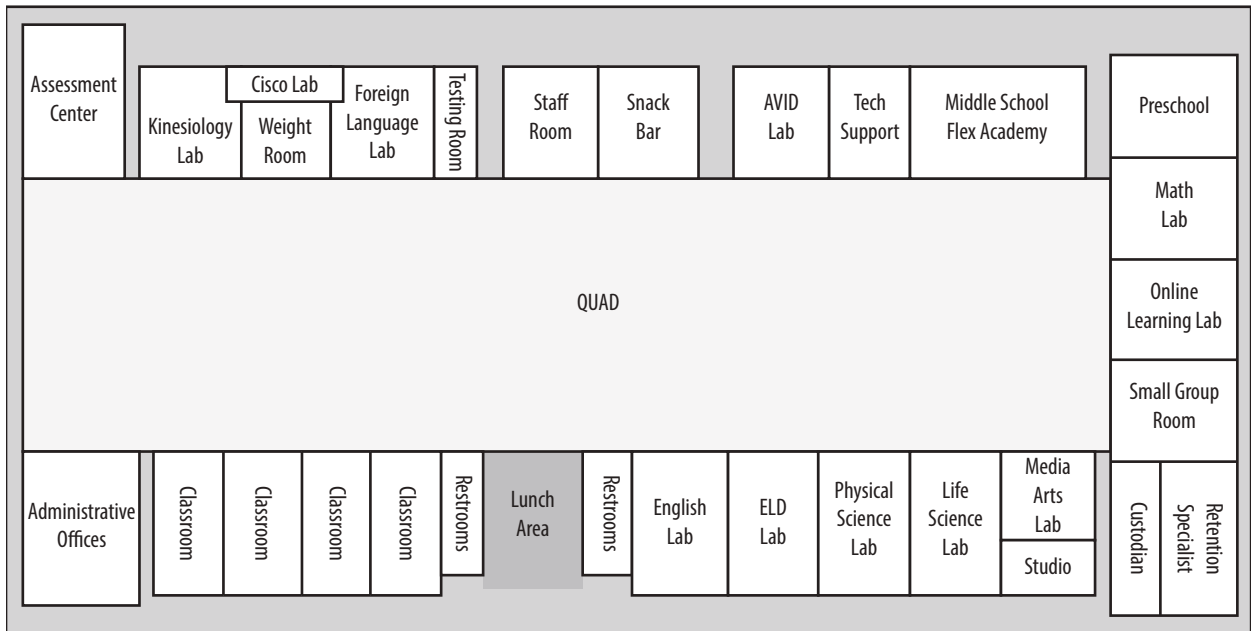 Assessment
Center
Kinesiology
Lab
Cisco Lab
Weight
Room
Foreign
Language
Lab
Testing Room
Staff
Room
Snack
Bar
AVID
Lab
Tech
Support
Middle School
Flex Academy
Preschool
Math
Lab
Online
Learning Lab
Small Group
Room
QUAD
Administrative
Offices
Classroom
Classroom
Classroom
Classroom
Restrooms
Lunch
Area
Restrooms
English
Lab
ELD
Lab
Physical
Science
Lab
Life
Science
Lab
Media
Arts
Lab
Studio
Custodian
Retention
Specialist